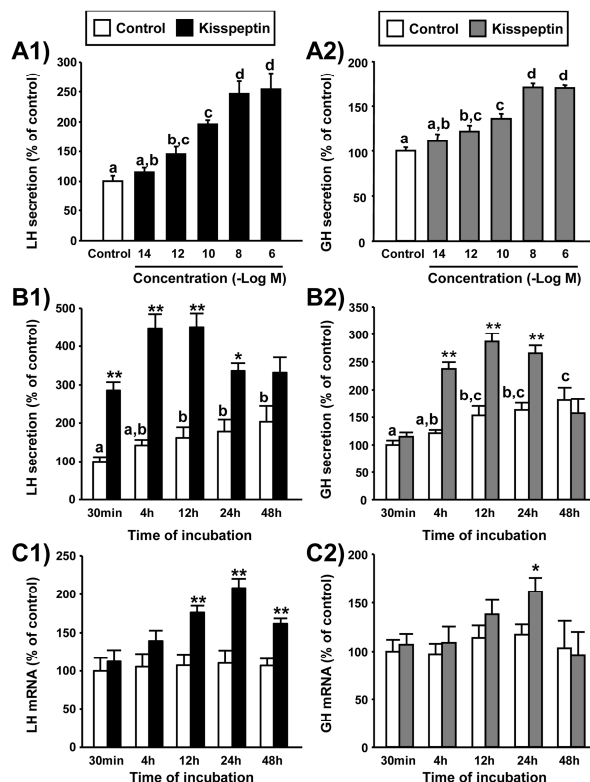 Control Kisspeptin
Control Kisspeptin
A1)
LH secretion (% of control)
300
250
200
150
100
50
0
a
a,b
b,c
c
d
d
Control 14 12 10 8 6
Concentration (-Log M)
A2)
GH secretion (% of control)
200
150
100
50
0
a
a,b
b,c
c
d
d
Control 14 12 10 8 6
Concentration (-Log M)
B1)
LH secretion (% of control)
500
400
300
200
100
0
a
**
a,b
**
b
**
b
*
b
30min 4h 12h 24h 48h
Time of incubation
B2)
GH secretion (% of control)
350
300
250
200
150
100
50
0
a
a,b
**
b,c
**
b,c
**
c
30min 4h 12h 24h 48h
Time of incubation
C1)
LH mRNA (% of control)
250
200
150
100
50
0
**
**
**
30min 4h 12h 24h 48h
Time of incubation
C2)
GH mRNA (% of control)
200
150
100
50
0
*
30min 4h 12h 24h 48h
Time of incubation